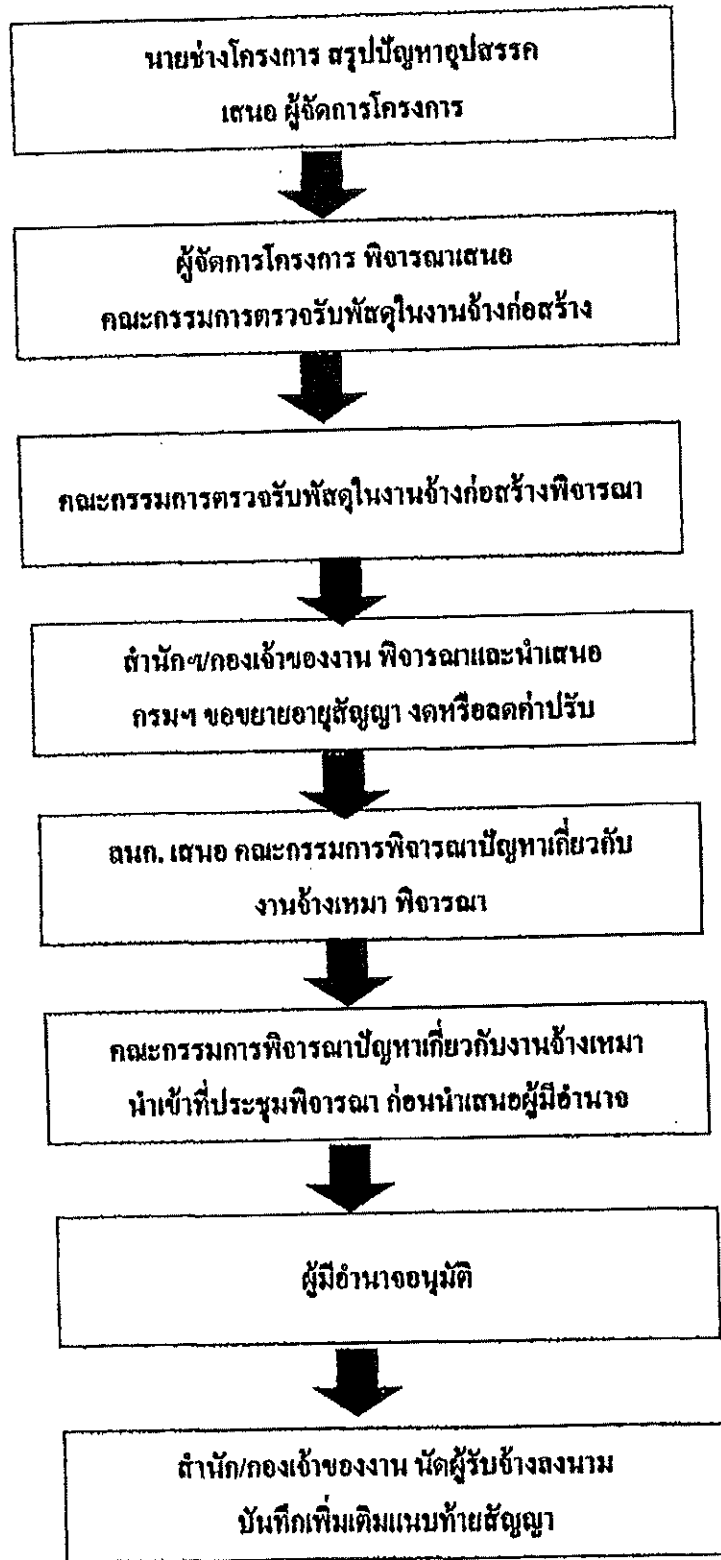 นายช่างโครงการ สรุปปัญหาอุปสรรค
เสนอ ผู้จัดการโครงการ
ผู้จัดการโครงการ พิจารณาเสนอ
คณะกรรมการตรวจรับพัสดุในงานจ้างก่อสร้าง
คณะกรรมการตรวจรับพัสดุในงานจ้างก่อสร้างพิจารณา
สำนักฯ/กองเจ้าของงาน พิจารณาและนำเสนอ
กรมฯ ขอขยายอายุสัญญา งดหรือลดค่าปรับ
ลนก. เสนอ คณะกรรมการพิจารณาปัญหาเกี่ยวกับ
งานจ้างเหมา พิจารณา
คณะกรรมการพิจารณาปัญหาเกี่ยวกับงานจ้างเหมา
นำเข้าที่ประชุมพิจารณา ก่อนนำเสนอผู้มีอำนาจ
ผู้มีอำนาจอนุมัติ
สำนัก/กองเจ้าของงาน นัดผู้รับจ้างลงนาม
บันทึกเพิ่มเติมแนบท้ายสัญญา